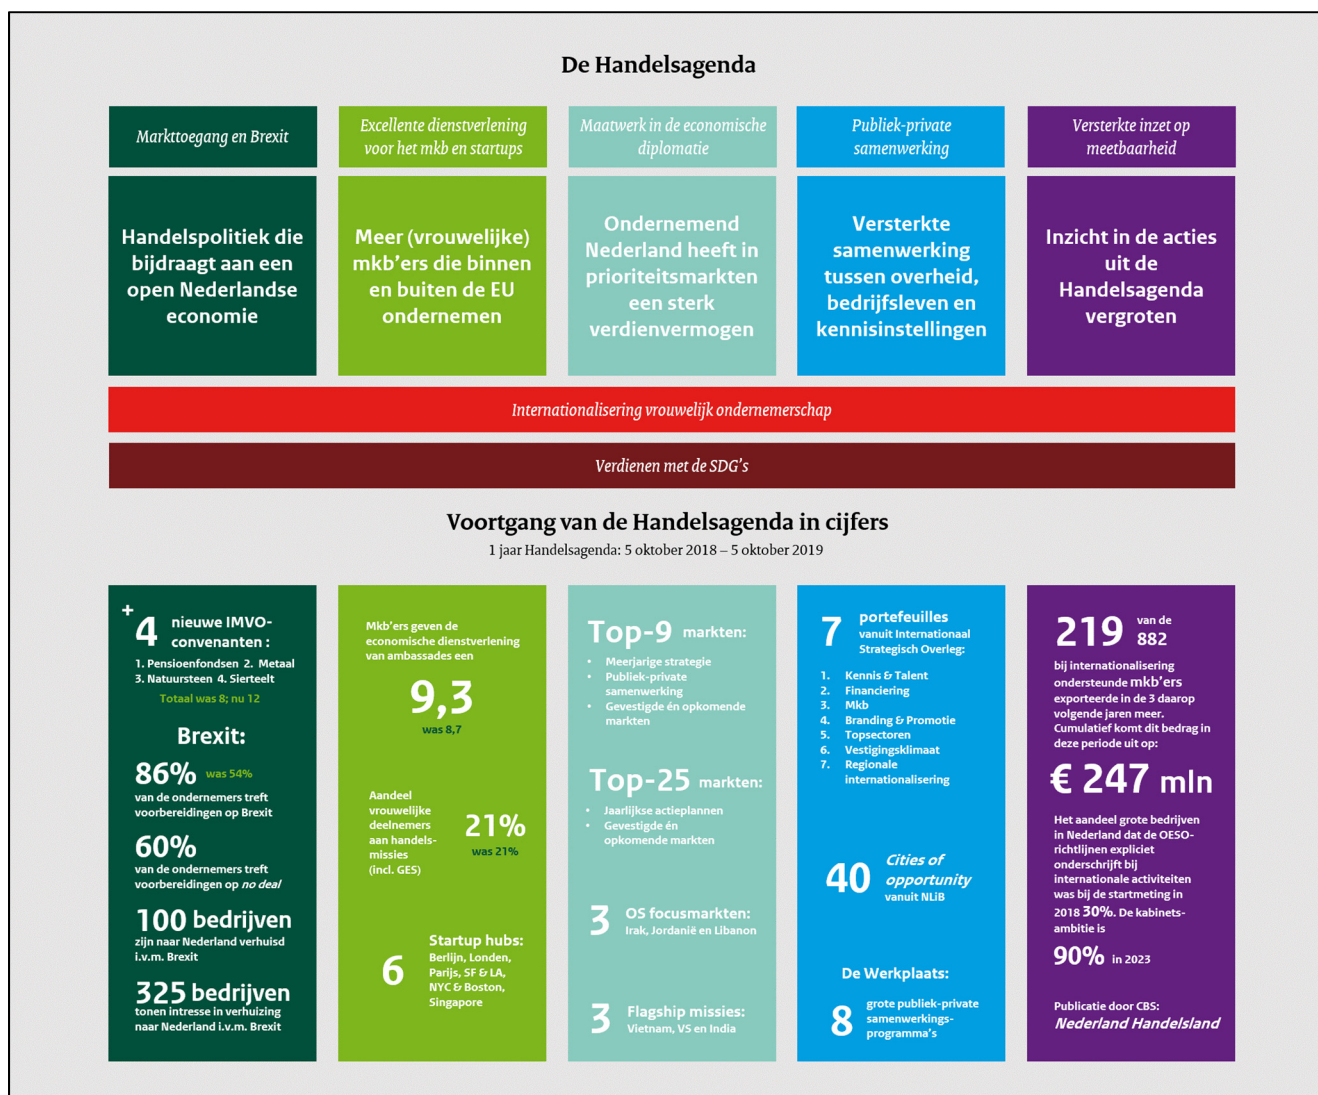 De Handelsagenda
Markttoegang en Brexit
Excellente dienstverlening
voor het mkb en startups
Maatwerk in de economische
diplomatie
Publiek-private
samenwerking
Versterkte inzet op
meetbaarheid
Handelspolitiek die
bijdraagt aan een
open Nederlandse
economie
Meer (vrouwelijke)
mkb'ers die binnen
en buiten de EU
ondernemen
Ondernemend
Nederland heeft in
prioriteitsmarkten
een sterk
verdienvermogen
Versterkte
samenwerking
tussen overheid,
bedrijfsleven en
kennisinstellingen
Inzicht in de acties
uit de
Handelsagenda
vergroten
Internationalisering vrouwelijk ondernemerschap
Verdienen met de SDG's
Voortgang van de Handelsagenda in cijfers
1 jaar Handelsagenda: 5 oktober 2018 – 5 oktober 2019
+4 nieuwe IMVO-
convenanten :
1. Pensioenfondsen 2. Metaal
3. Natuursteen 4. Sierteelt
Totaal was 8; nu 12
Brexit:
86% was 54%
van de ondernemers treft
voorbereidingen op Brexit
60%
van de ondernemers treft
voorbereidingen op no deal
100 bedrijven
zijn naar Nederland verhuisd
i.v.m. Brexit
325 bedrijven
tonen intresse in verhuizing
naar Nederland i.v.m. Brexit
Mkb'ers geven de
economische dienstverlening
van ambassades een
9,3
was 8,7
Aandeel
vrouwelijke
deelnemers
aan handels-
missies
(incl. GES)
21%
was 21%
6
Startup hubs:
Berlijn, Londen,
Parijs, SF & LA,
NYC & Boston,
Singapore
Top-9 markten:
• Meerjarige strategie
• Publiek-private
samenwerking
• Gevestigde én opkomende
markten
Top-25 markten:
• Jaarlijkse actieplannen
• Gevestigde én
opkomende markten
3 OS focusmarkten:
Irak, Jordanië en Libanon
3 Flagship missies:
Vietnam, VS en India
7 portefeuilles
vanuit Internationaal
Strategisch Overleg:
1. Kennis & Talent
2. Financiering
3. Mkb
4. Branding & Promotie
5. Topsectoren
6. Vestigingsklimaat
7. Regionale
internationalisering
40 Cities of
opportunity
vanuit NLiB
De Werkplaats:
8 grote publiek-private
samenwerkings-
programma's
219 van de
882
bij internationalisering
ondersteunde mkb'ers
exporteerde in de 3 daarop
volgende jaren meer.
Cumulatief komt dit bedrag in
deze periode uit op:
€ 247 mln
Het aandeel grote bedrijven
in Nederland dat de OESO-
richtlijnen expliciet
onderschrijft bij
internationale activiteiten
was bij de startmeting in
2018 30%. De kabinets-
ambitie is
90% in 2023
Publicatie door CBS:
Nederland Handelsland